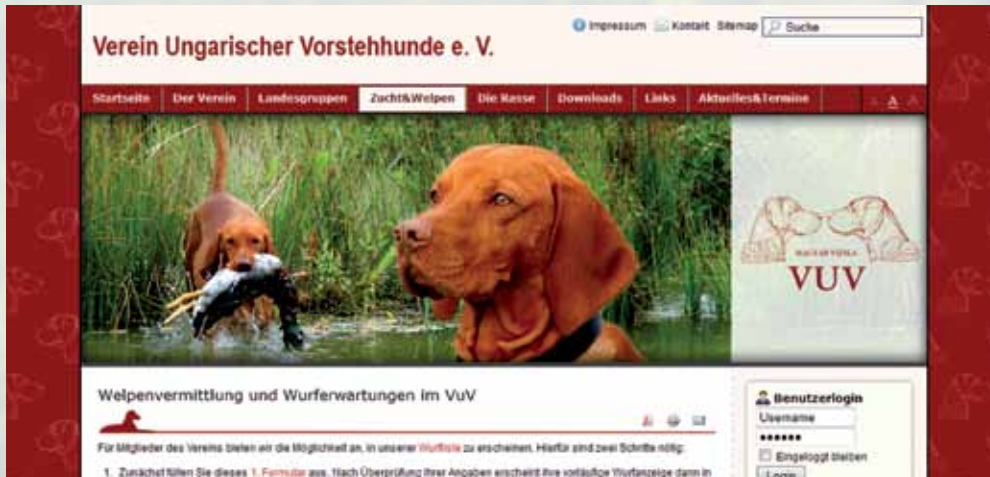 Impressum Kontakt Sitemap Suche
Verein Ungarischer Vorstehhunde e. V.
Startseite Der Verein Landesgruppen Zucht&Welpen Die Rasse Downloads Links Aktuelles&Termine A A A
MAGYAR VIZSLA
VUV
Welpenvermittlung und Wurferwartungen im VuV
Für Mitglieder des Vereins bieten wir die Möglichkeit an, in unserer Wurfliste zu erscheinen. Hierfür sind zwei Schritte nötig:
1. Zunächst füllen Sie dieses 1. Formular aus. Nach Überprüfung Ihrer Angaben erscheint Ihre vorläufige Wurfanzeige dann in
Benutzerlogin
Username
••••••
Eingeloggt bleiben
Login